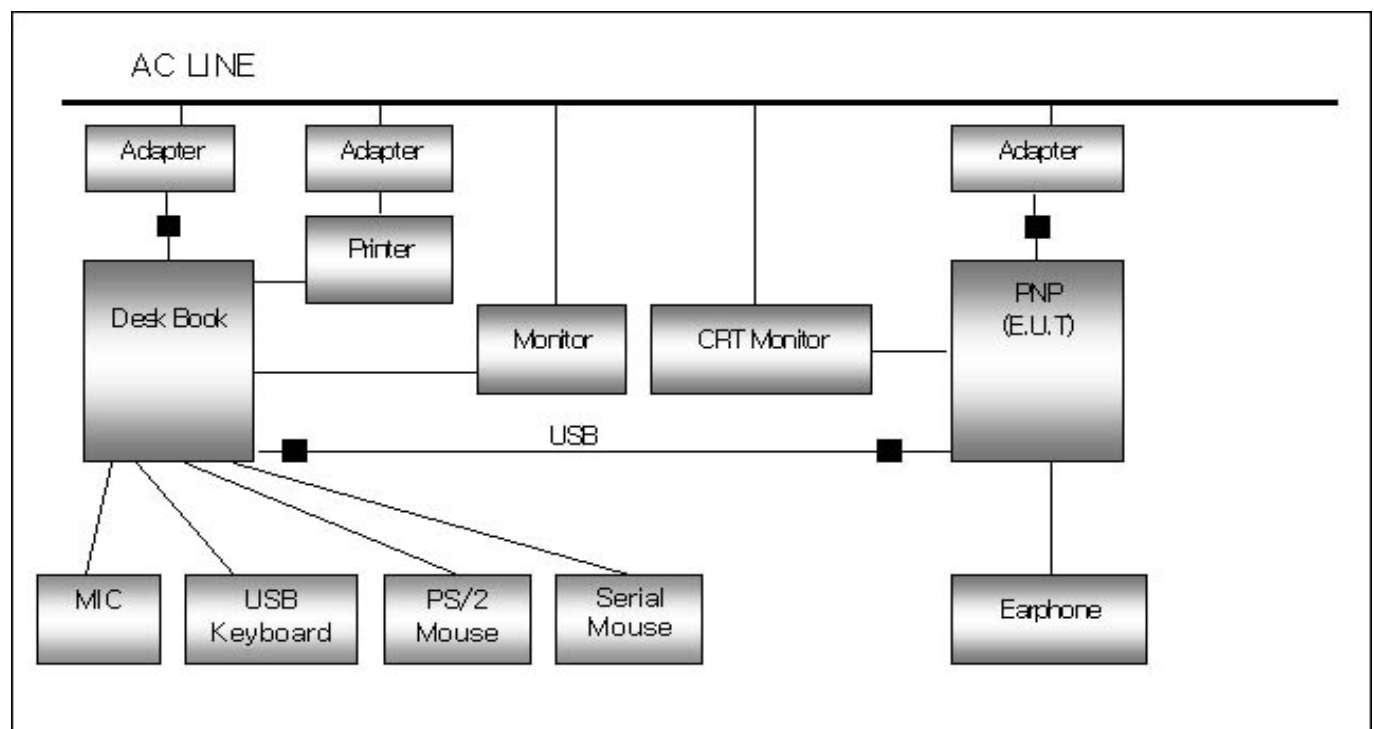 AC LINE
Adapter
Adapter
Adapter
Printer
Desk Book
Monitor
CRT Monitor
PNP
(E.U.T)
USB
MIC
USB
Keyboard
PS/2
Mouse
Serial
Mouse
Earphone